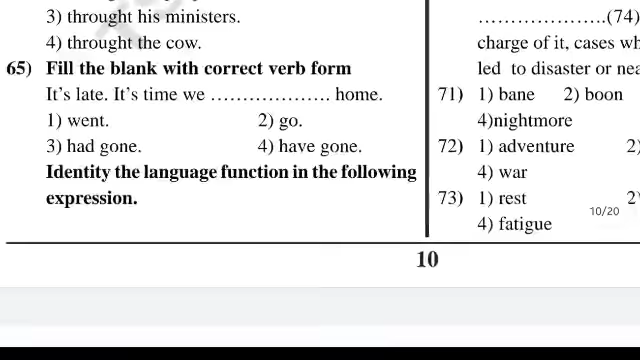 3) throught his ministers.
4) throught the cow.
65) Fill the blank with correct verb form
It's late. It's time we ................... home.
1) went. 2) go.
3) had gone. 4) have gone.
Identity the language function in the following
expression.
....................(74)
charge of it, cases wh
led to disaster or nea
71) 1) bane 2) boon
4)nightmore
72) 1) adventure 2)
4) war
73) 1) rest 2)
4) fatigue
10/20
10